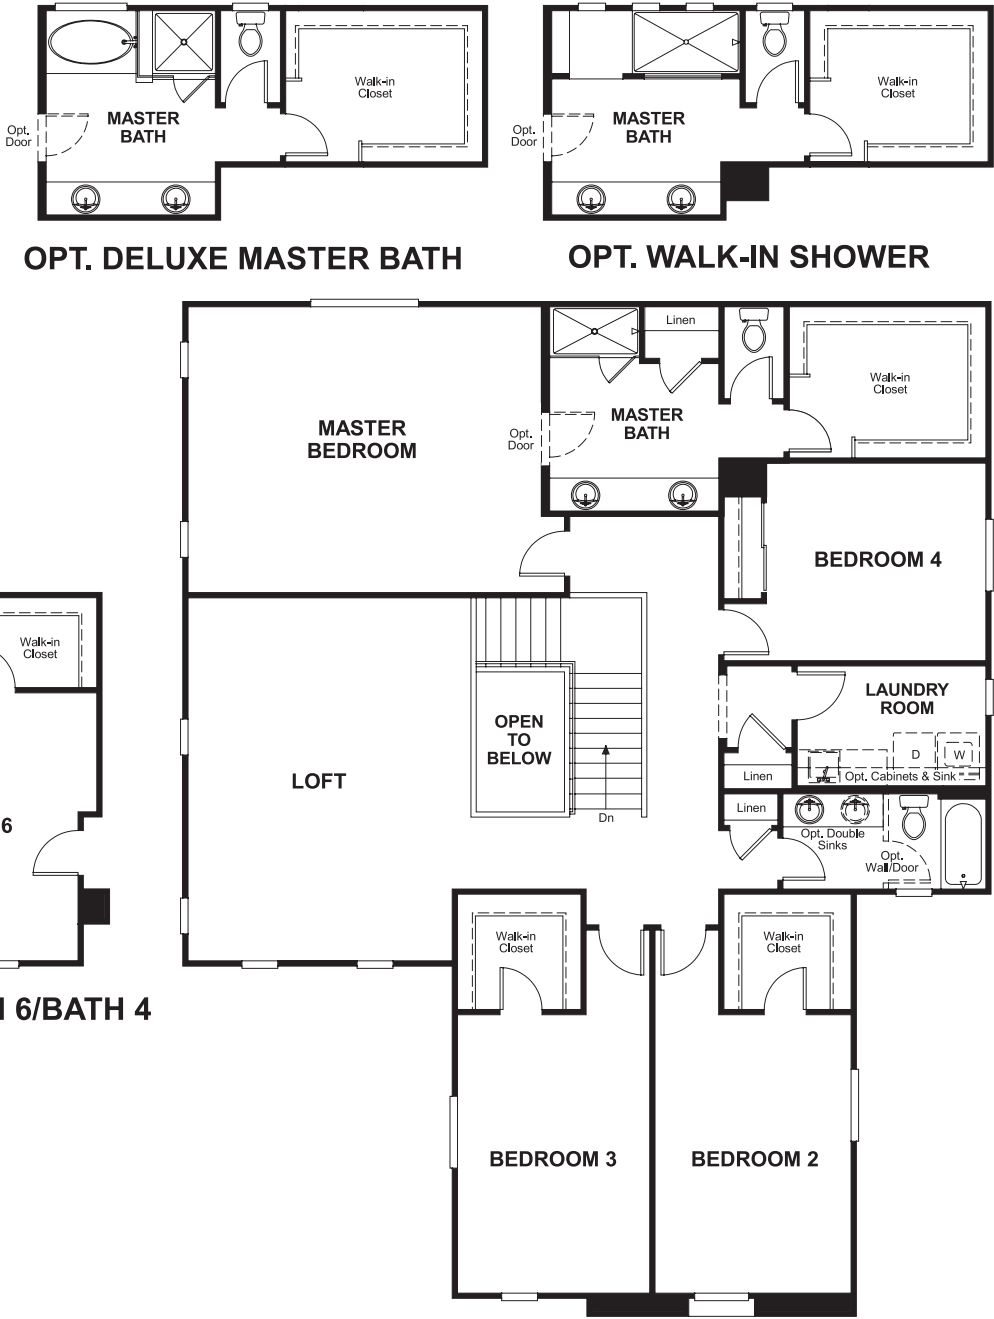 Walk-in
Closet
Opt.
Door
MASTER
BATH
OPT. DELUXE MASTER BATH
Walk-in
Closet
Opt.
Door
MASTER
BATH
OPT. WALK-IN SHOWER
Linen
Walk-in
Closet
MASTER
BEDROOM
Opt.
Door
MASTER
BATH
BEDROOM 4
Walk-in
Closet
6
6/BATH 4
LOFT
OPEN
TO
BELOW
Dn
LAUNDRY
ROOM
D
W
Linen
Opt. Cabinets & Sink
Linen
Opt. Double
Sinks
Opt.
Wall/Door
Walk-in
Closet
Walk-in
Closet
BEDROOM 3
BEDROOM 2